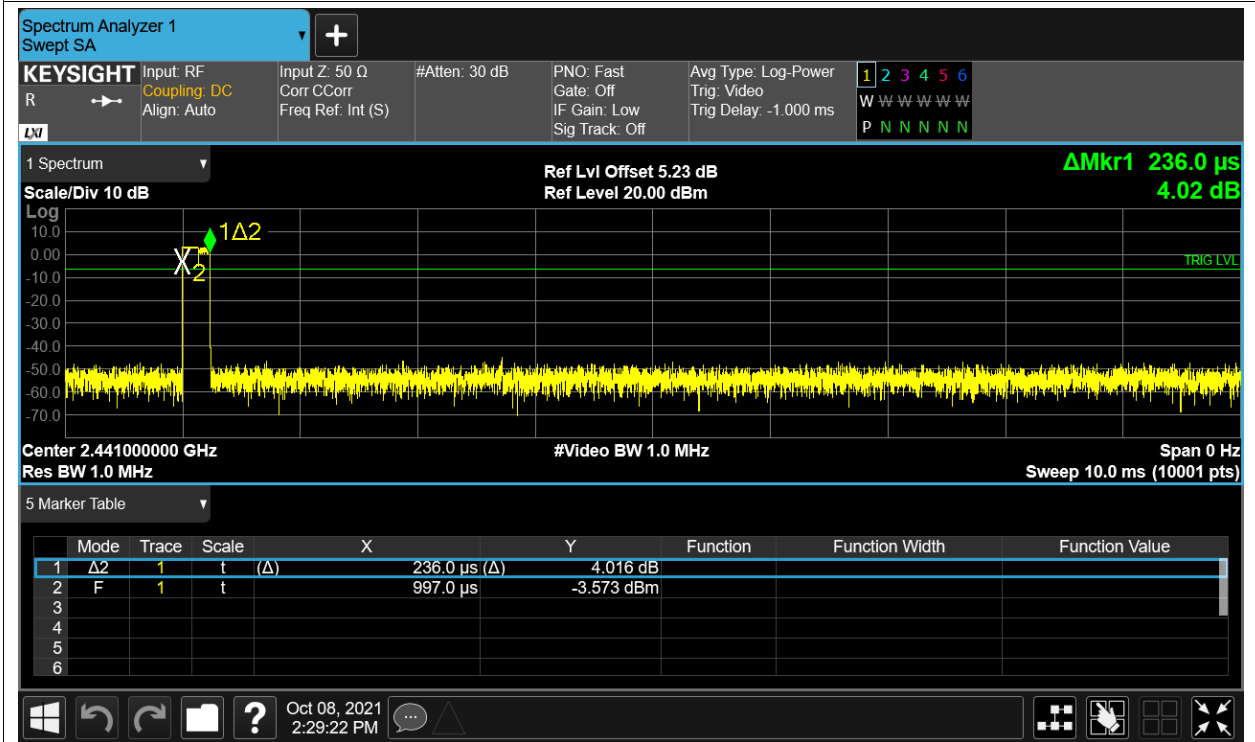 Spectrum Analyzer 1
Swept SA
+
KEYSIGHT Input: RF Input Z: 50 Ω #Atten: 30 dB PNO: Fast Avg Type: Log-Power 1 2 3 4 5 6
R Coupling: DC Corr CCorr Gate: Off Trig: Video W W W W W W
Align: Auto Freq Ref: Int (S) IF Gain: Low Trig Delay: -1.000 ms
LXI Sig Track: Off P N N N N N
1 Spectrum Ref Lvl Offset 5.23 dB ΔMkr1 236.0 µs
Scale/Div 10 dB Ref Level 20.00 dBm 4.02 dB
Log
10.0
1Δ2
0.00
X
2
TRIG LVL
-10.0
-20.0
-30.0
-40.0
-50.0
-60.0
-70.0
Center 2.441000000 GHz #Video BW 1.0 MHz Span 0 Hz
Res BW 1.0 MHz Sweep 10.0 ms (10001 pts)
5 Marker Table
Mode Trace Scale X Y Function Function Width Function Value
1 Δ2 1 t (Δ) 236.0 µs (Δ) 4.016 dB
2 F 1 t 997.0 µs -3.573 dBm
3
4
5
6
? Oct 08, 2021
2:29:22 PM